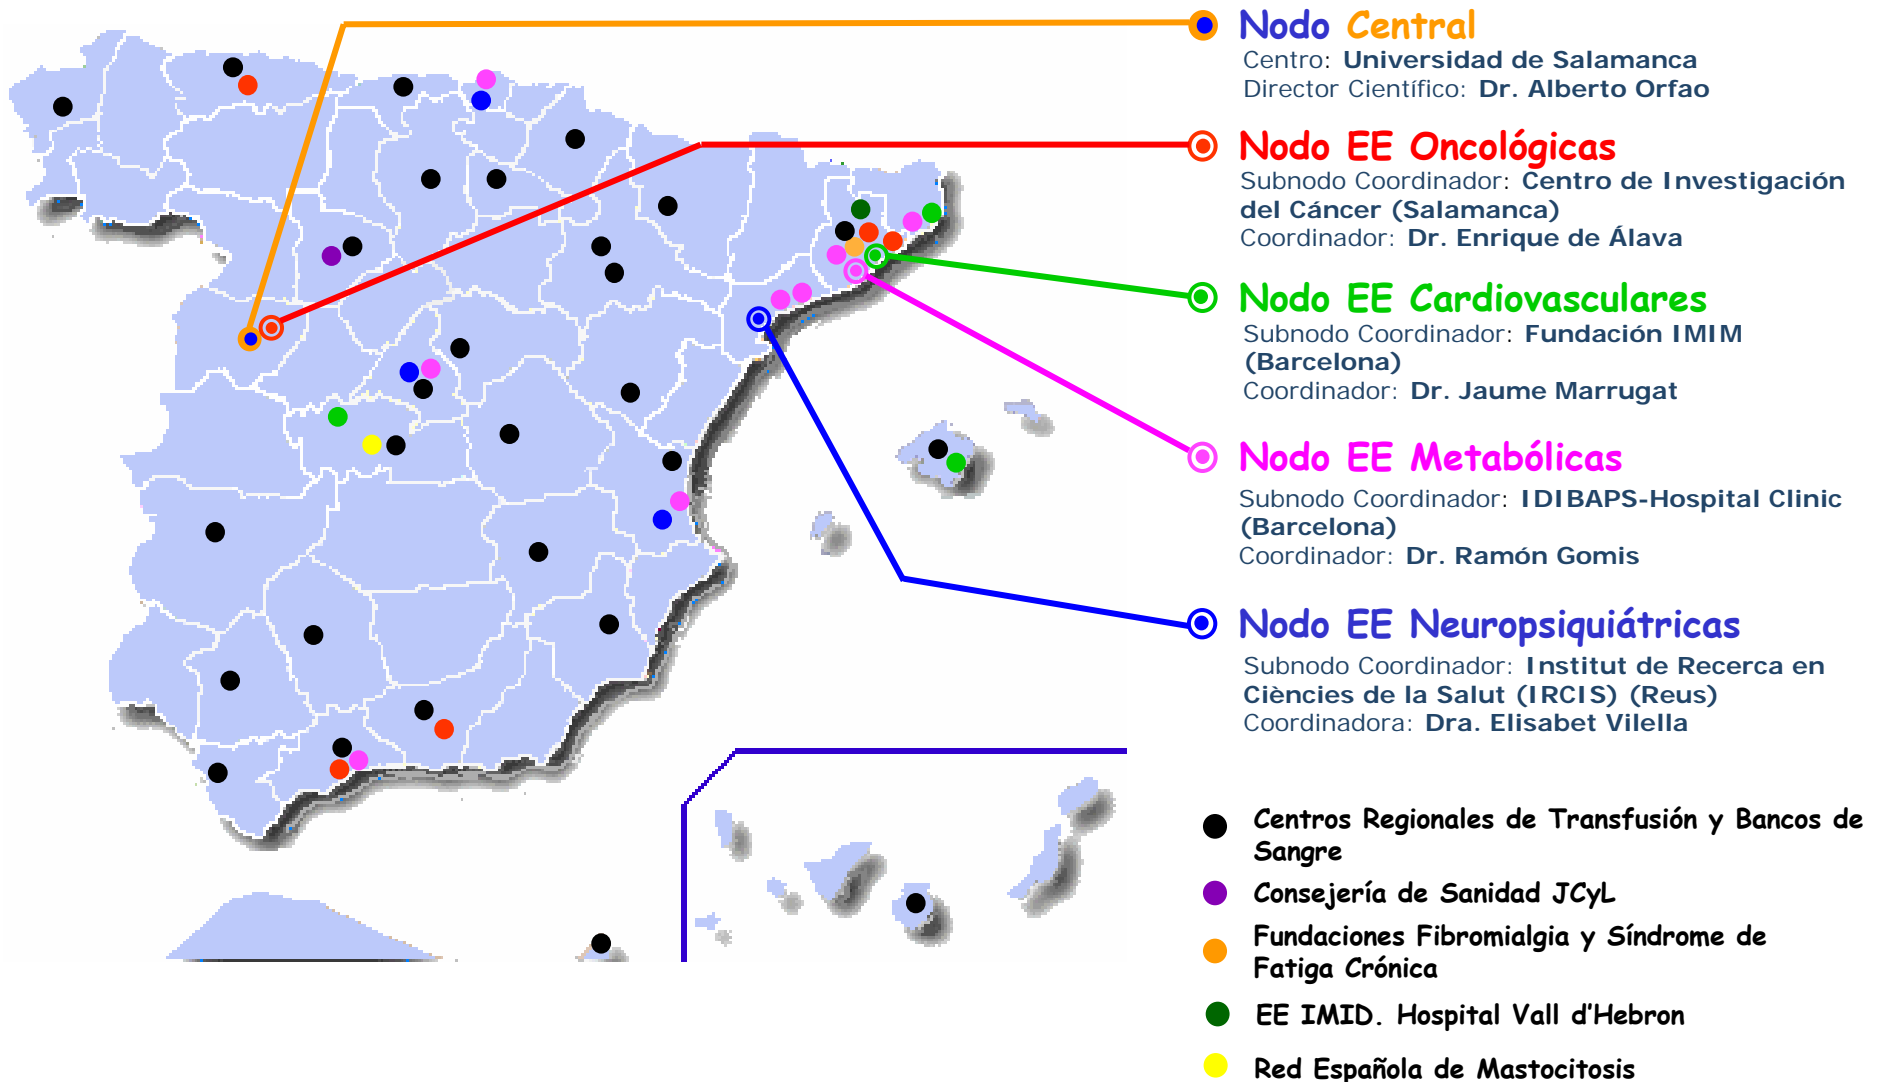 Nodo Central
Centro: Universidad de Salamanca
Director Científico: Dr. Alberto Orfao
Nodo EE Oncológicas
Subnodo Coordinador: Centro de Investigación
del Cáncer (Salamanca)
Coordinador: Dr. Enrique de Álava
Nodo EE Cardiovasculares
Subnodo Coordinador: Fundación IMIM
(Barcelona)
Coordinador: Dr. Jaume Marrugat
Nodo EE Metabólicas
Subnodo Coordinador: IDIBAPS-Hospital Clinic
(Barcelona)
Coordinador: Dr. Ramón Gomis
Nodo EE Neuropsiquiátricas
Subnodo Coordinador: Institut de Recerca en
Ciències de la Salut (IRCIS) (Reus)
Coordinadora: Dra. Elisabet Vilella
Centros Regionales de Transfusión y Bancos de
Sangre
Consejería de Sanidad JCyL
Fundaciones Fibromialgia y Síndrome de
Fatiga Crónica
EE IMID. Hospital Vall d'Hebron
Red Española de Mastocitosis